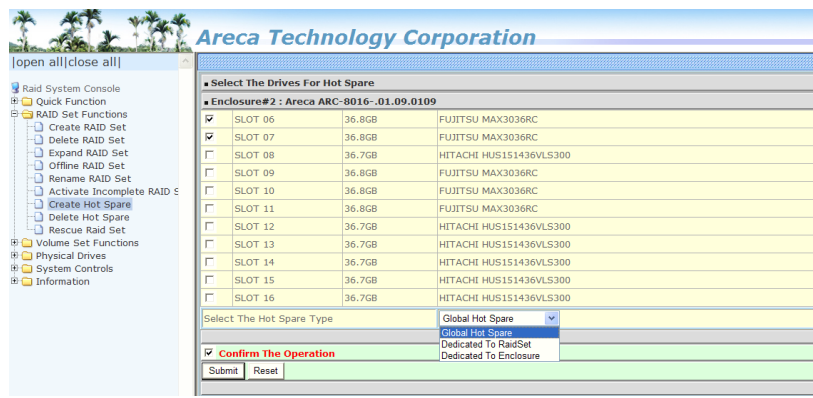 Areca Technology Corporation
|open all|close all|
Raid System Console
Quick Function
RAID Set Functions
Create RAID Set
Delete RAID Set
Expand RAID Set
Offline RAID Set
Rename RAID Set
Activate Incomplete RAID S
Create Hot Spare
Delete Hot Spare
Rescue Raid Set
Volume Set Functions
Physical Drives
System Controls
Information
Select The Drives For Hot Spare
Enclosure#2 : Areca ARC-8016-.01.09.0109
SLOT 06 36.8GB FUJITSU MAX3036RC
SLOT 07 36.8GB FUJITSU MAX3036RC
SLOT 08 36.7GB HITACHI HUS151436VLS300
SLOT 09 36.8GB FUJITSU MAX3036RC
SLOT 10 36.8GB FUJITSU MAX3036RC
SLOT 11 36.8GB FUJITSU MAX3036RC
SLOT 12 36.7GB HITACHI HUS151436VLS300
SLOT 13 36.7GB HITACHI HUS151436VLS300
SLOT 14 36.7GB HITACHI HUS151436VLS300
SLOT 15 36.7GB HITACHI HUS151436VLS300
SLOT 16 36.7GB HITACHI HUS151436VLS300
Select The Hot Spare Type Global Hot Spare
Global Hot Spare
Dedicated To RaidSet
Dedicated To Enclosure
Confirm The Operation
Submit Reset